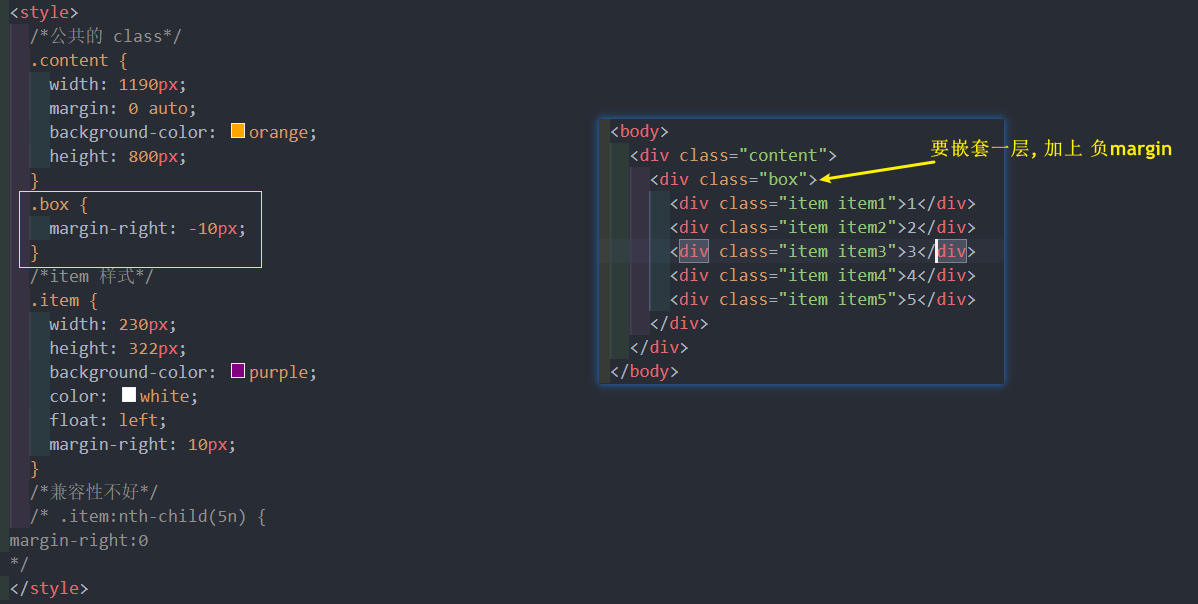 <style>
/*公共的 class*/
.content {
width: 1190px;
margin: 0 auto;
background-color: orange;
height: 800px;
}
.box {
margin-right: -10px;
}
/*item 样式*/
.item {
width: 230px;
height: 322px;
background-color: purple;
color: white;
float: left;
margin-right: 10px;
}
/*兼容性不好*/
/* .item:nth-child(5n) {
margin-right:0
*/
</style>
<body>
<div class="content">
要嵌套一层, 加上 负margin
<div class="box">
<div class="item item1">1</div>
<div class="item item2">2</div>
<div class="item item3">3</div>
<div class="item item4">4</div>
<div class="item item5">5</div>
</div>
</div>
</body>